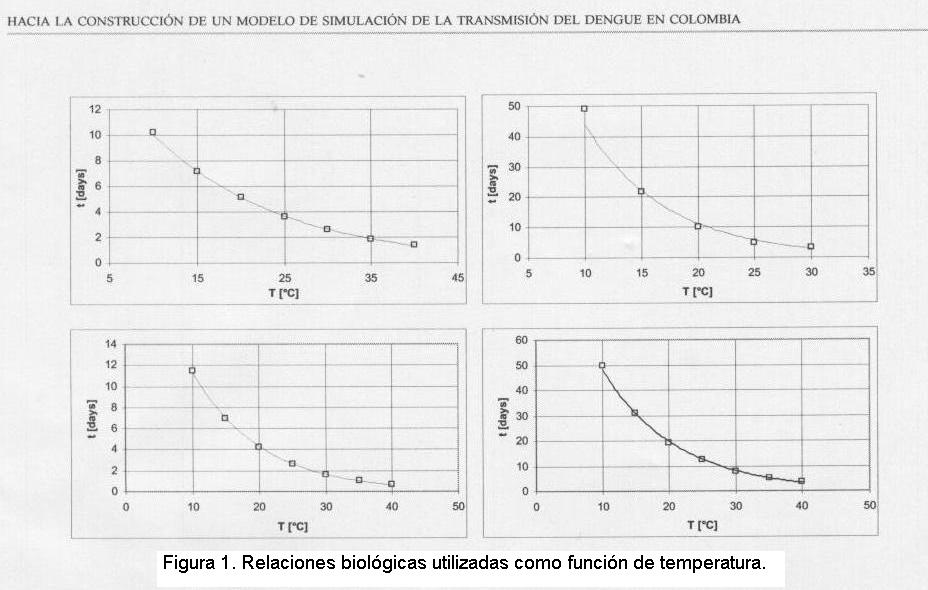 HACIA LA CONSTRUCCIÓN DE UN MODELO DE SIMULACIÓN DE LA TRANSMISIÓN DEL DENGUE EN COLOMBIA
12
10
8
6
4
2
0
t [days]
5 15 25 35 45
T [°C]
50
40
30
20
10
0
t [days]
5 10 15 20 25 30 35
T [°C]
14
12
10
8
6
4
2
0
t [days]
0 10 20 30 40 50
T [°C]
60
50
40
30
20
10
0
t [days]
0 10 20 30 40 50
T [°C]
Figura 1. Relaciones biológicas utilizadas como función de temperatura.